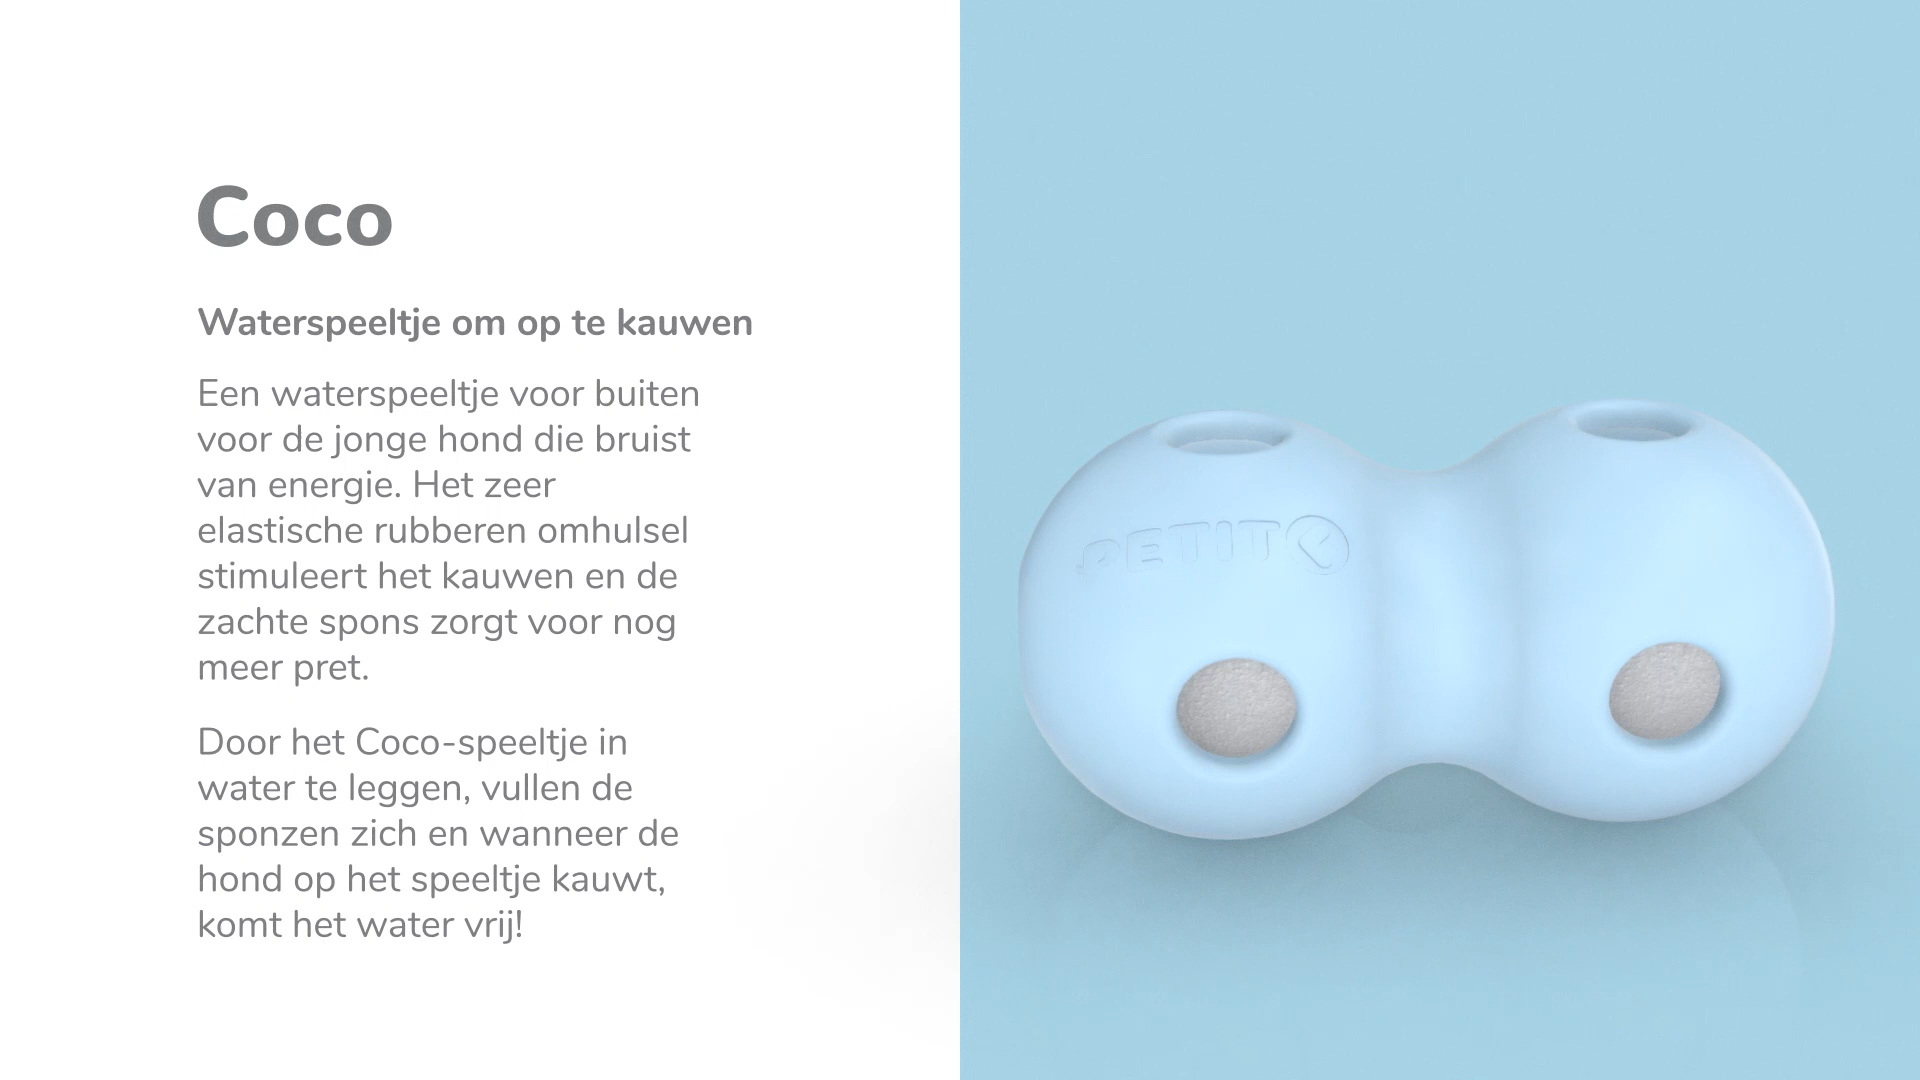 Coco
Waterspeeltje om op te kauwen
Een waterspeeltje voor buiten
voor de jonge hond die bruist
van energie. Het zeer
elastische rubberen omhulsel
stimuleert het kauwen en de
zachte spons zorgt voor nog
meer pret.
Door het Coco-speeltje in
water te leggen, vullen de
sponzen zich en wanneer de
hond op het speeltje kauwt,
komt het water vrij!
PETIT